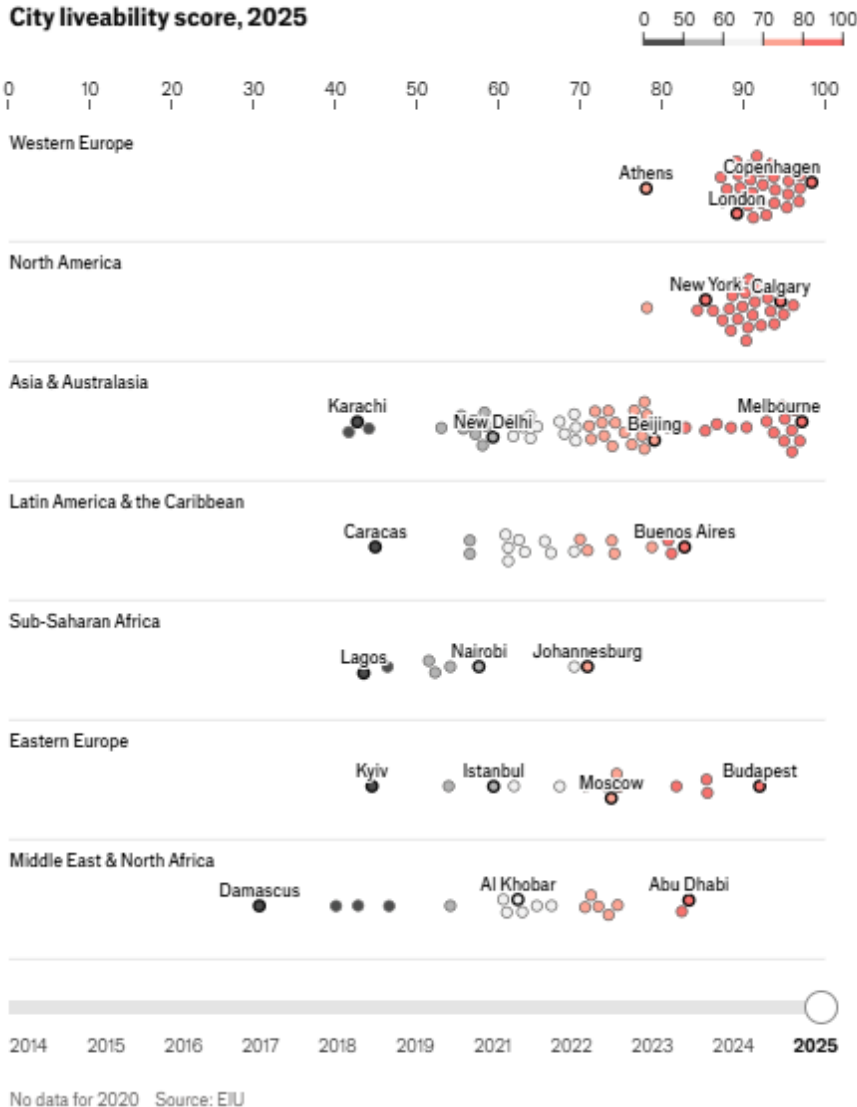 City liveability score, 2025
0 50 60 70 80 100
0 10 20 30 40 50 60 70 80 90 100
Western Europe
Copenhagen
Athens
London
North America
New York Calgary
Asia & Australasia
Karachi Melbourne
New Delhi Beijing
Latin America & the Caribbean
Caracas Buenos Aires
Sub-Saharan Africa
Lagos Nairobi Johannesburg
Eastern Europe
Kyiv Istanbul Budapest
Moscow
Middle East & North Africa
Damascus Al Khobar Abu Dhabi
2014 2015 2016 2017 2018 2019 2021 2022 2023 2024 2025
No data for 2020 Source: EIU